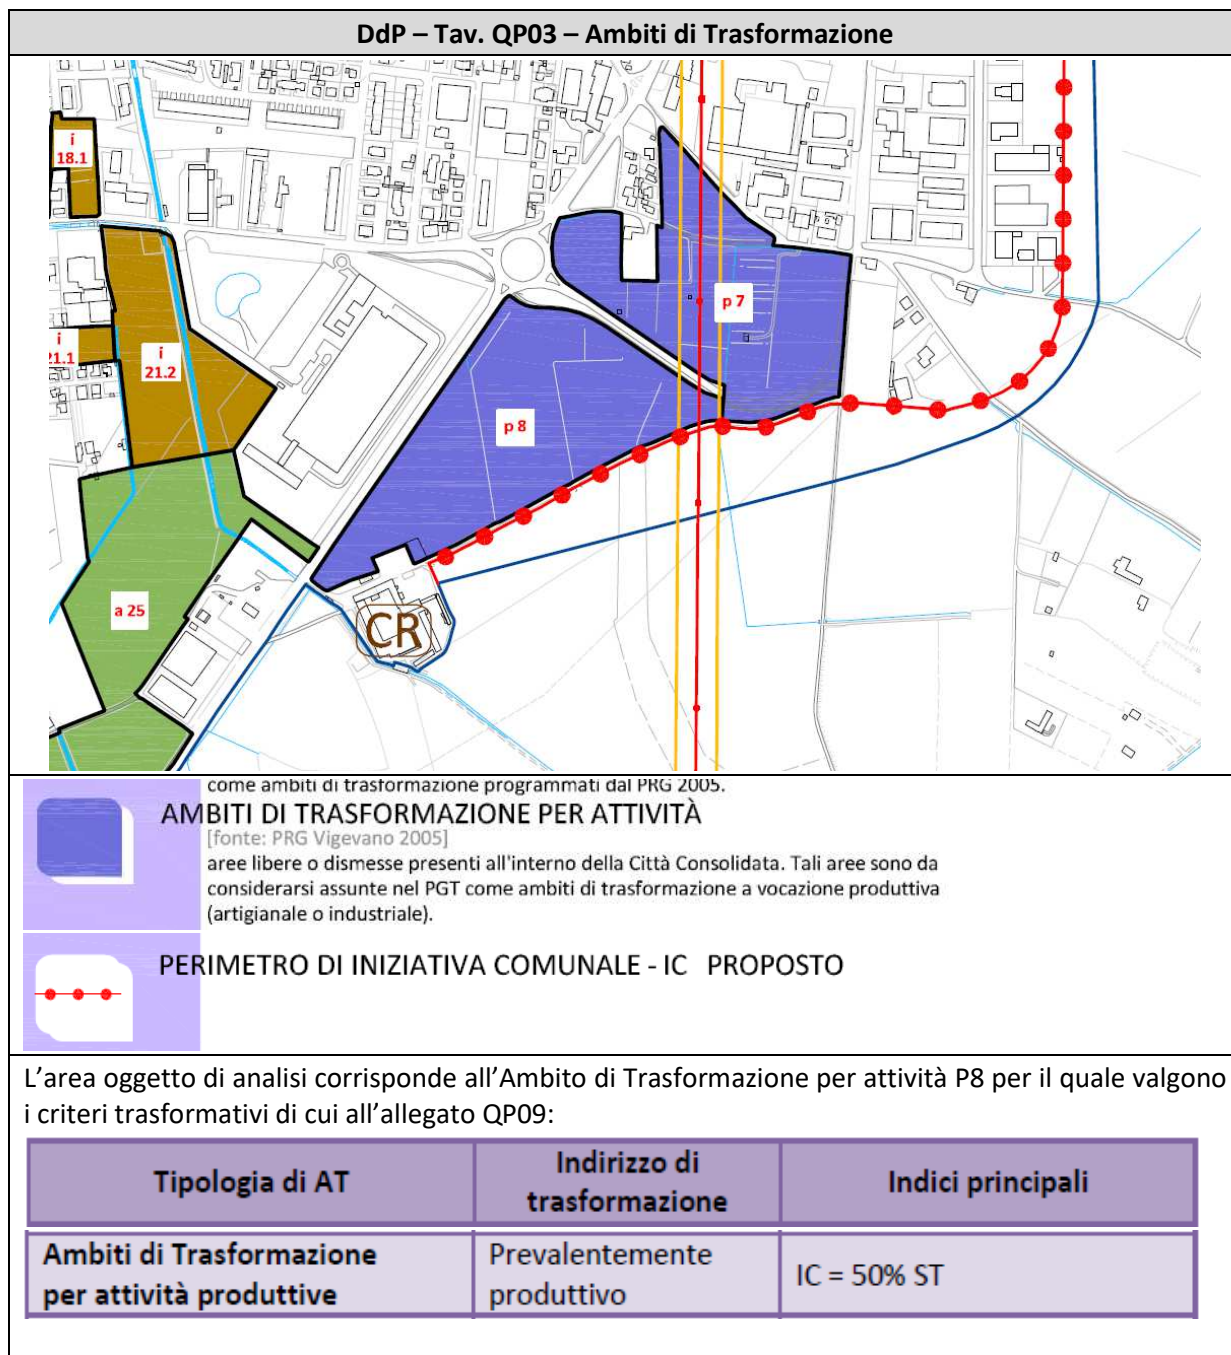 DdP – Tav. QP03 – Ambiti di Trasformazione
i
18.1
i
21.1
i
21.2
p 7
p 8
a 25
CR
come ambiti di trasformazione programmati dal PRG 2005.
AMBITI DI TRASFORMAZIONE PER ATTIVITÀ
[fonte: PRG Vigevano 2005]
aree libere o dismesse presenti all'interno della Città Consolidata. Tali aree sono da
considerarsi assunte nel PGT come ambiti di trasformazione a vocazione produttiva
(artigianale o industriale).
PERIMETRO DI INIZIATIVA COMUNALE - IC PROPOSTO
L’area oggetto di analisi corrisponde all’Ambito di Trasformazione per attività P8 per il quale valgono
i criteri trasformativi di cui all’allegato QP09:
Tipologia di AT
Indirizzo di
trasformazione
Indici principali
Ambiti di Trasformazione
per attività produttive
Prevalentemente
produttivo
IC = 50% ST